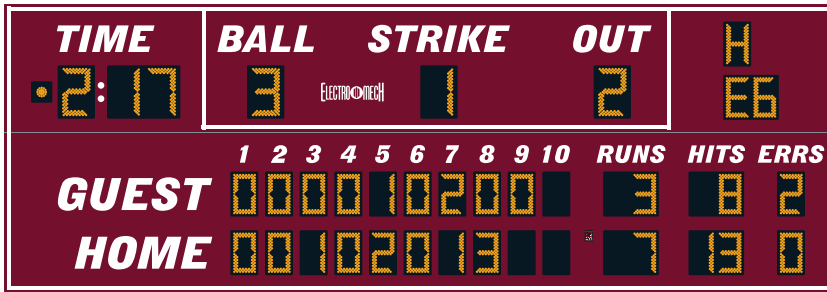 TIME BALL STRIKE OUT H
2:17 3 ELECTRO MECH 1 2 E6
1 2 3 4 5 6 7 8 9 10 RUNS HITS ERRS
GUEST 0 0 0 0 1 0 2 0 0 3 8 2
HOME 0 0 1 0 2 0 1 3 7 13 0